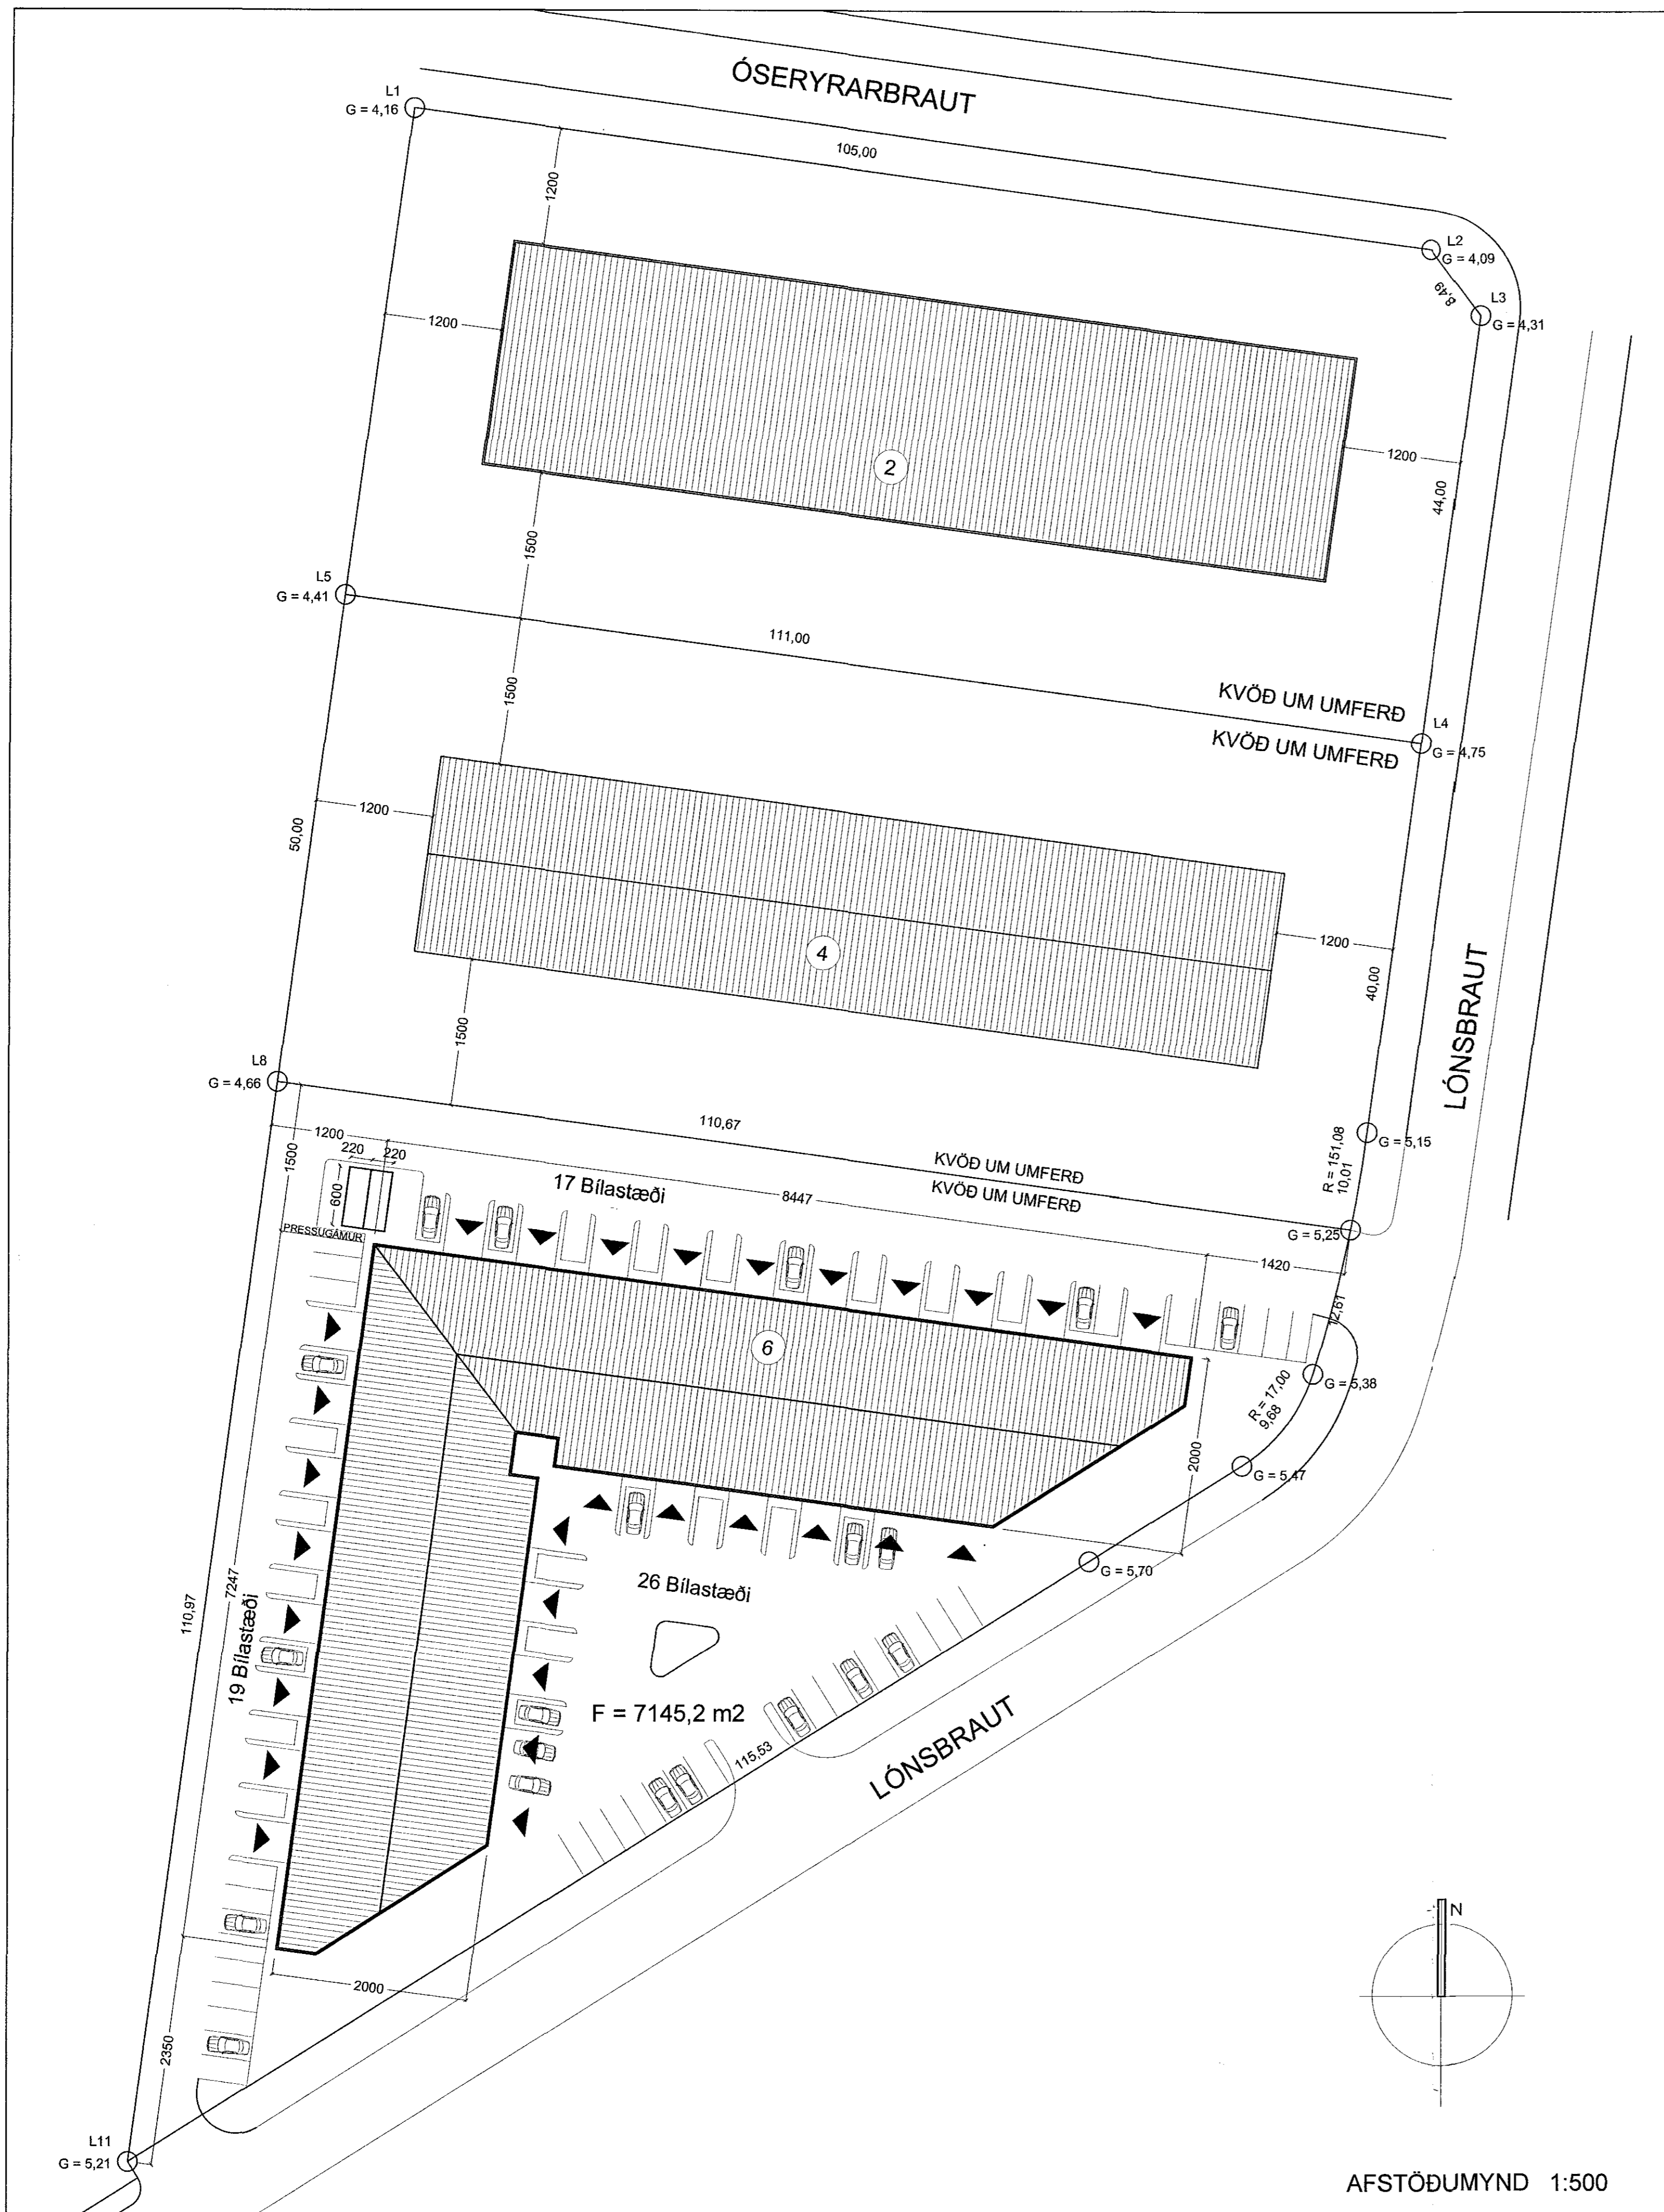 ÓSERYRARBRAUT
L1
G = 4,16
105,00
1200
L2
G = 4,09
8,49
L3
G = 4,31
1200
2
1200
44,00
1500
L5
G = 4,41
111,00
1500
KVÖÐ UM UMFERÐ
L4
KVÖÐ UM UMFERÐ
G = 4,75
1200
50,00
4
1200
40,00
LÓNSBRAUT
1500
L8
G = 4,66
110,67
G = 5,15
R = 151,08
10,01
1200
1500
220
220
600
KVÖÐ UM UMFERÐ
KVÖÐ UM UMFERÐ
17 Bílastæði
8447
PRESSUGÁMUR
G = 5,25
1420
12,61
6
G = 5,38
R = 17,00
9,68
2000
G = 5,47
G = 5,70
26 Bílastæði
7247
110,97
19 Bílastæði
F = 7145,2 m2
115,53
LÓNSBRAUT
N
2000
2350
L11
G = 5,21
AFSTÖÐUMYND 1:500